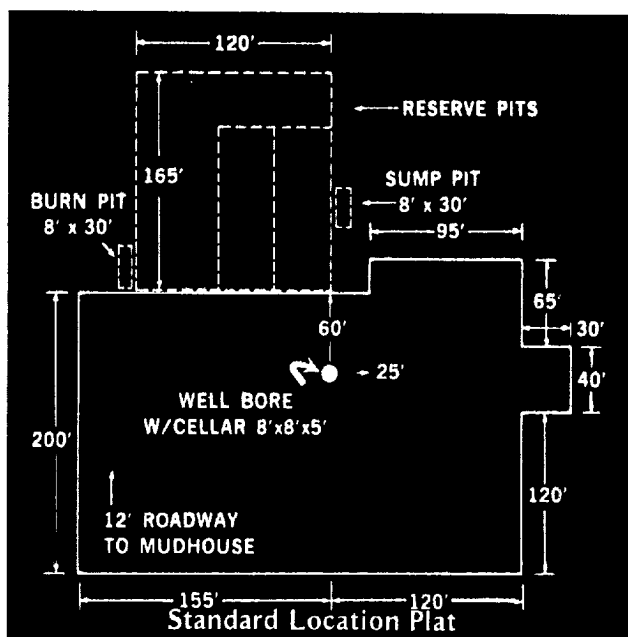 120'
RESERVE PITS
165'
SUMP PIT
8' x 30'
BURN PIT
8' x 30'
95'
65'
30'
60'
25'
40'
WELL BORE
W/CELLAR 8'x8'x5'
200'
120'
12' ROADWAY
TO MUDHOUSE
155'
120'
Standard Location Plat